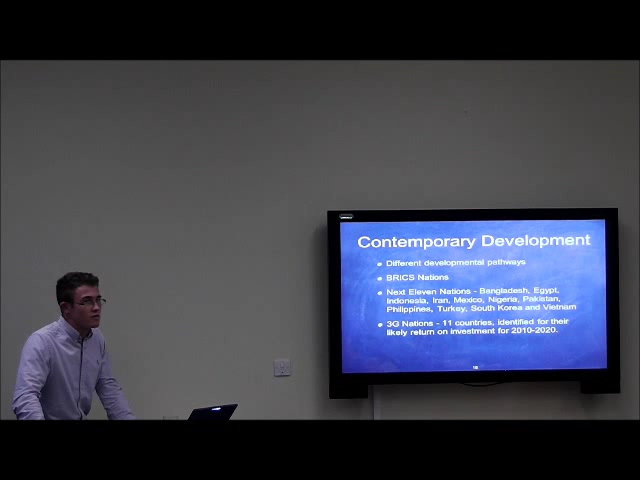 Contemporary Development
Different developmental pathways
BRICS Nations
Next Eleven Nations - Bangladesh, Egypt,
Indonesia, Iran, Mexico, Nigeria, Pakistan,
Philippines, Turkey, South Korea and Vietnam
3G Nations - 11 countries, identified for their
likely return on investment for 2010-2020.